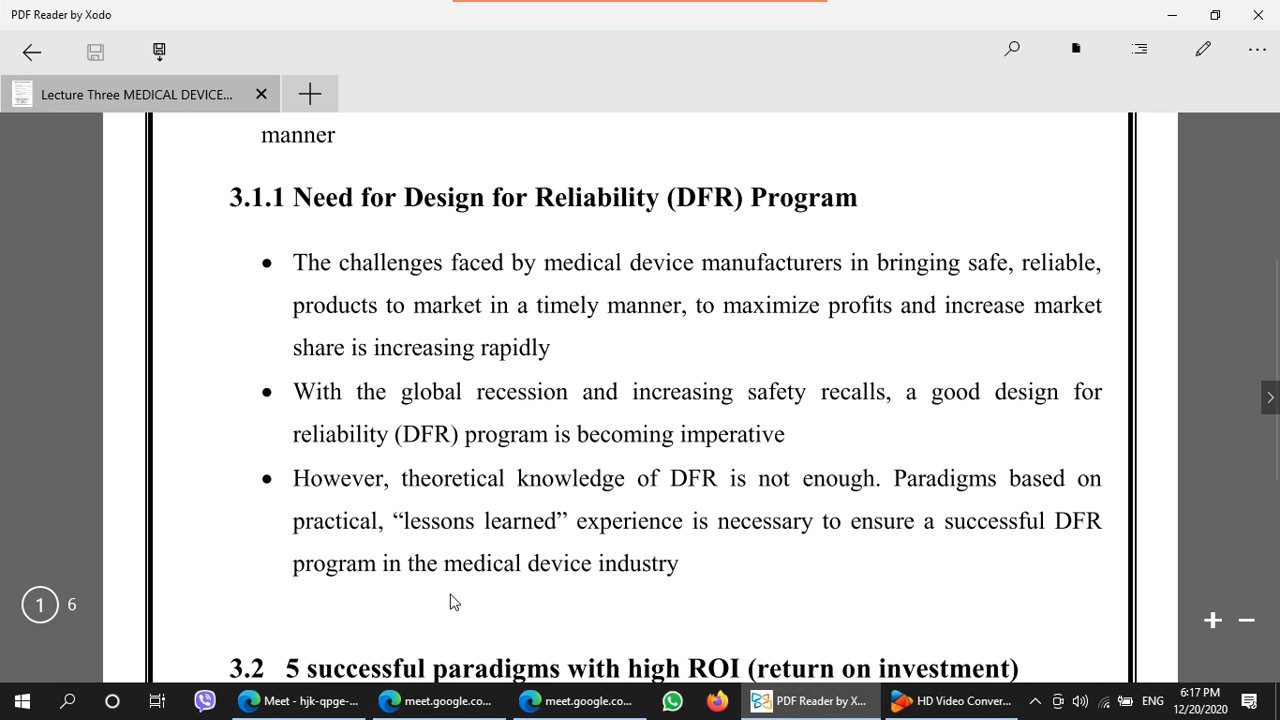 PDF Reader by Xodo
Lecture Three MEDICAL DEVICE...
manner
3.1.1 Need for Design for Reliability (DFR) Program
• The challenges faced by medical device manufacturers in bringing safe, reliable,
products to market in a timely manner, to maximize profits and increase market
share is increasing rapidly
• With the global recession and increasing safety recalls, a good design for
reliability (DFR) program is becoming imperative
• However, theoretical knowledge of DFR is not enough. Paradigms based on
practical, “lessons learned” experience is necessary to ensure a successful DFR
program in the medical device industry
1 6
3.2 5 successful paradigms with high ROI (return on investment)
Meet - hjk-qpge-... meet.google.co... meet.google.co... PDF Reader by X... HD Video Conver... ENG 6:17 PM
12/20/2020